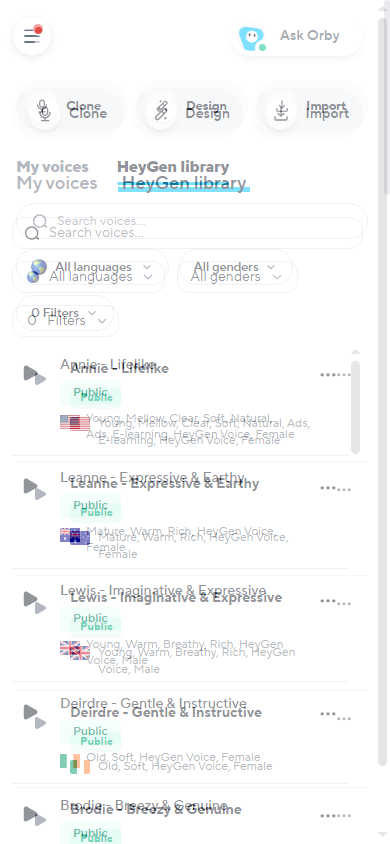 Ask Orby
Clone
Design
Import
My voices
HeyGen library
Search voices...
All languages
All genders
0 Filters
Annie - Lifelike
Public
Young, Mellow, Clear, Soft, Natural, Ads, E-learning, HeyGen Voice, Female
Leanne - Expressive & Earthy
Public
Mature, Warm, Rich, HeyGen Voice, Female
Lewis - Imaginative & Expressive
Public
Young, Warm, Breathy, Rich, HeyGen Voice, Male
Deirdre - Gentle & Instructive
Public
Old, Soft, HeyGen Voice, Female
Brodie - Breezy & Genuine
Public